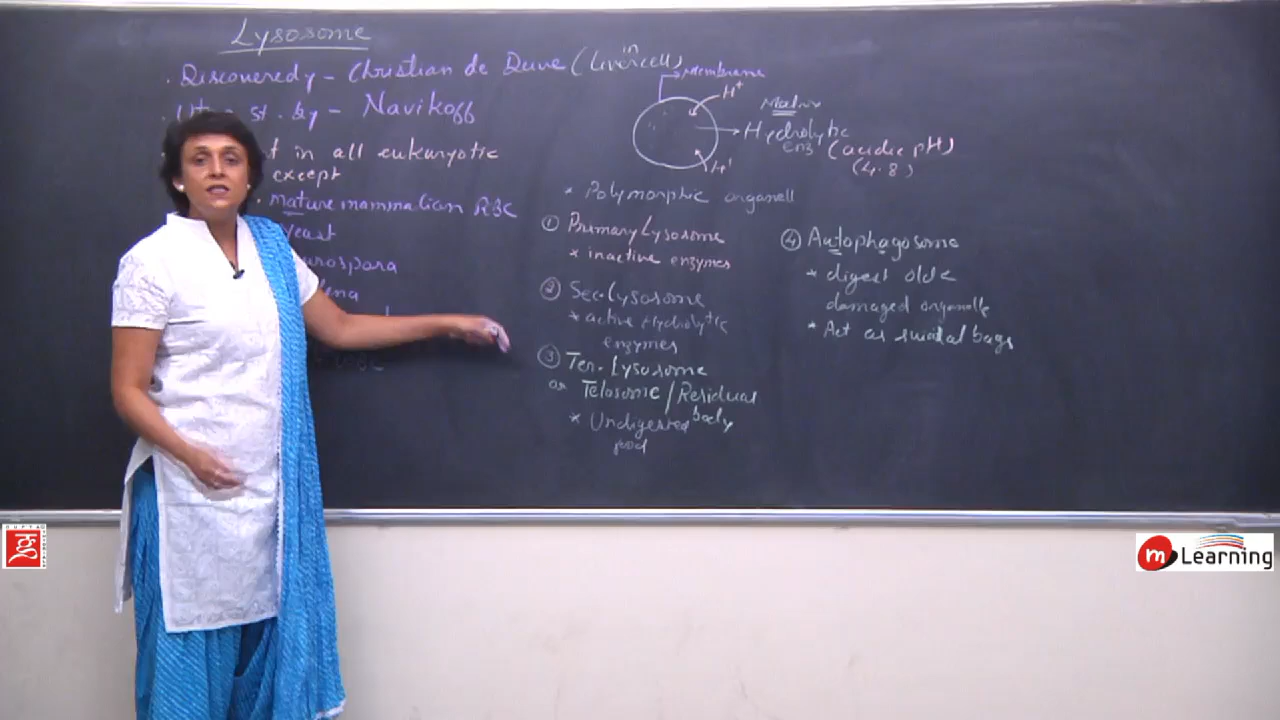 Lysosome
. Discovered y - Christian de Duve (in liver cell)
st. by - Navikoff
in all eukaryotic
except
. mature mammalian RBC
yeast
Membrane
H+
Matrix
Hydrolytic
enz (acidic pH)
(4.8)
H+
* Polymorphic organell
① Primary Lysosome
* inactive enzymes
② Sec. Lysosome
* active Hydrolytic
enzymes
③ Ter. Lysosome
or Telosome / Residual
body
* Undigested
food
④ Autophagosome
* digest old &
damaged organelle
* Act as suicidal bags
GUPTA
m Learning